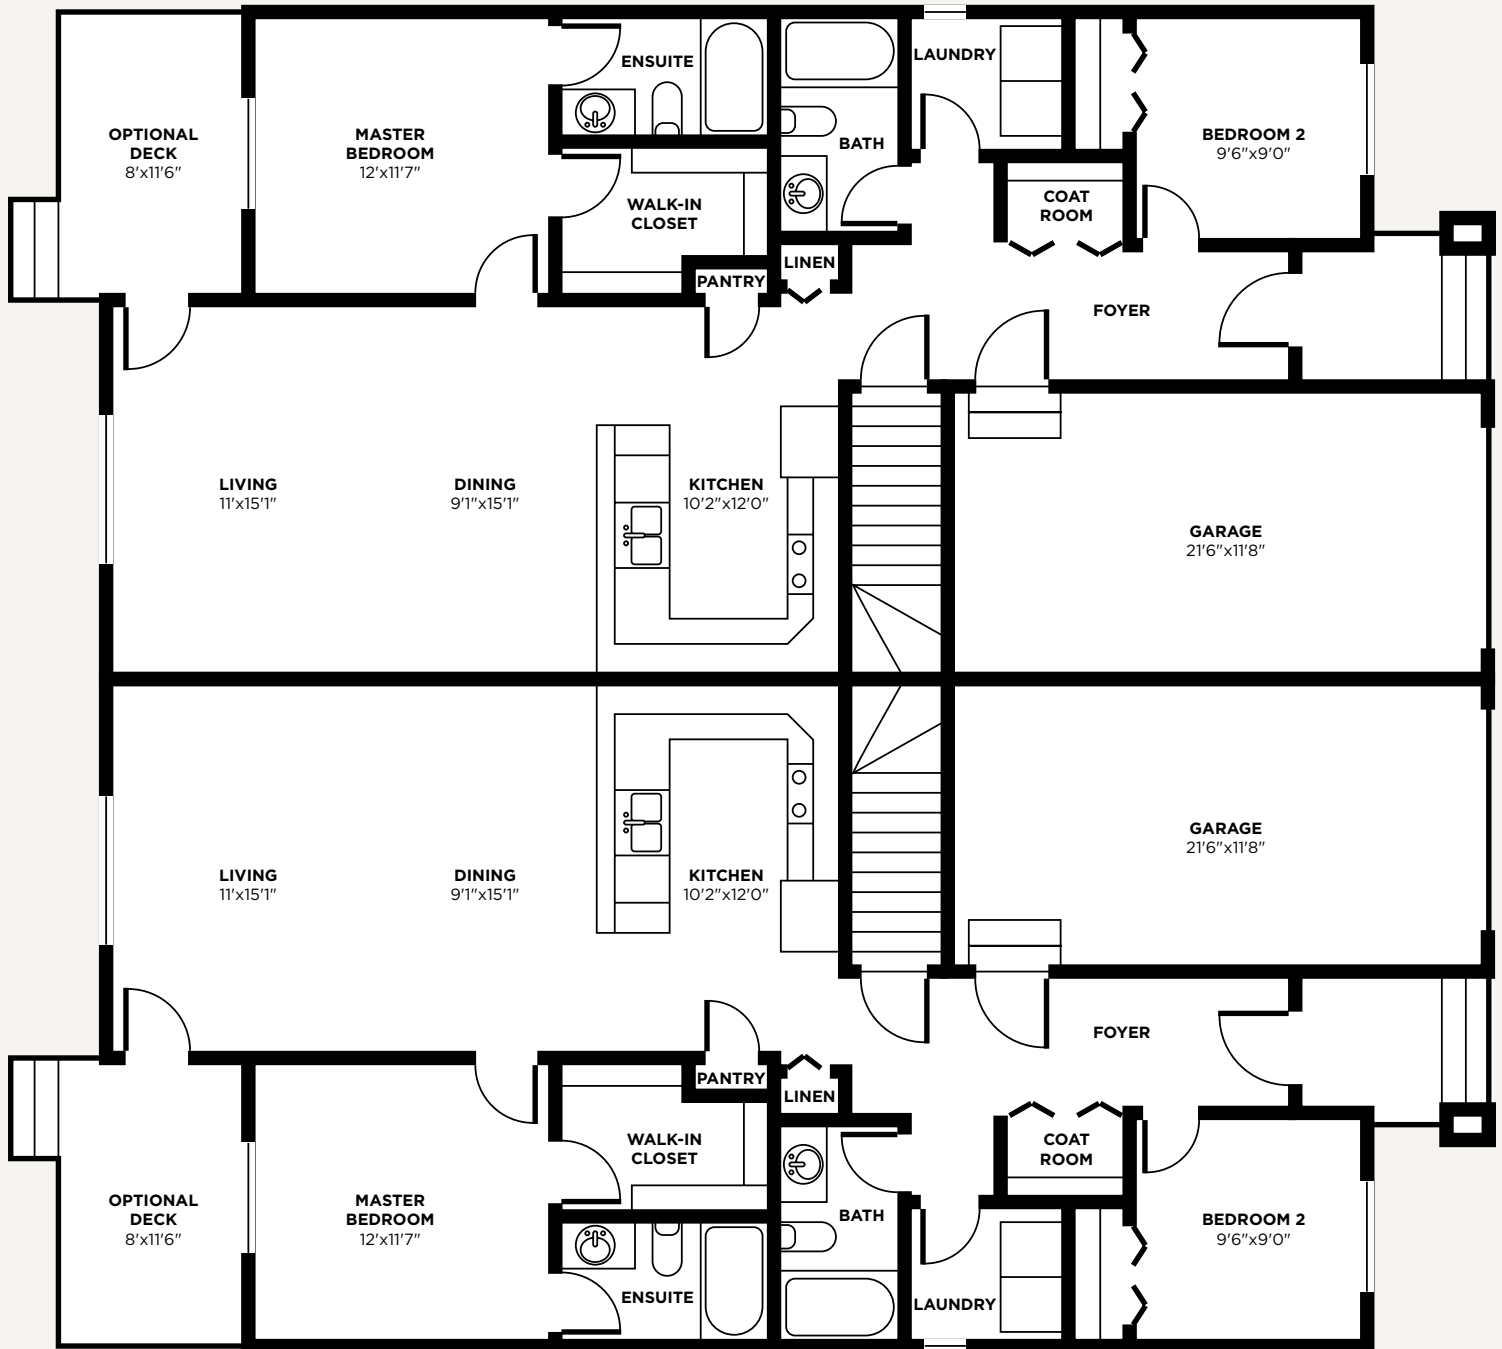 OPTIONAL
DECK
8'x11'6"
MASTER
BEDROOM
12'x11'7"
ENSUITE
WALK-IN
CLOSET
PANTRY
BATH
LINEN
LAUNDRY
COAT
ROOM
BEDROOM 2
9'6"x9'0"
FOYER
LIVING
11'x15'1"
DINING
9'1"x15'1"
KITCHEN
10'2"x12'0"
GARAGE
21'6"x11'8"
LIVING
11'x15'1"
DINING
9'1"x15'1"
KITCHEN
10'2"x12'0"
GARAGE
21'6"x11'8"
FOYER
PANTRY
LINEN
WALK-IN
CLOSET
COAT
ROOM
OPTIONAL
DECK
8'x11'6"
MASTER
BEDROOM
12'x11'7"
ENSUITE
BATH
LAUNDRY
BEDROOM 2
9'6"x9'0"